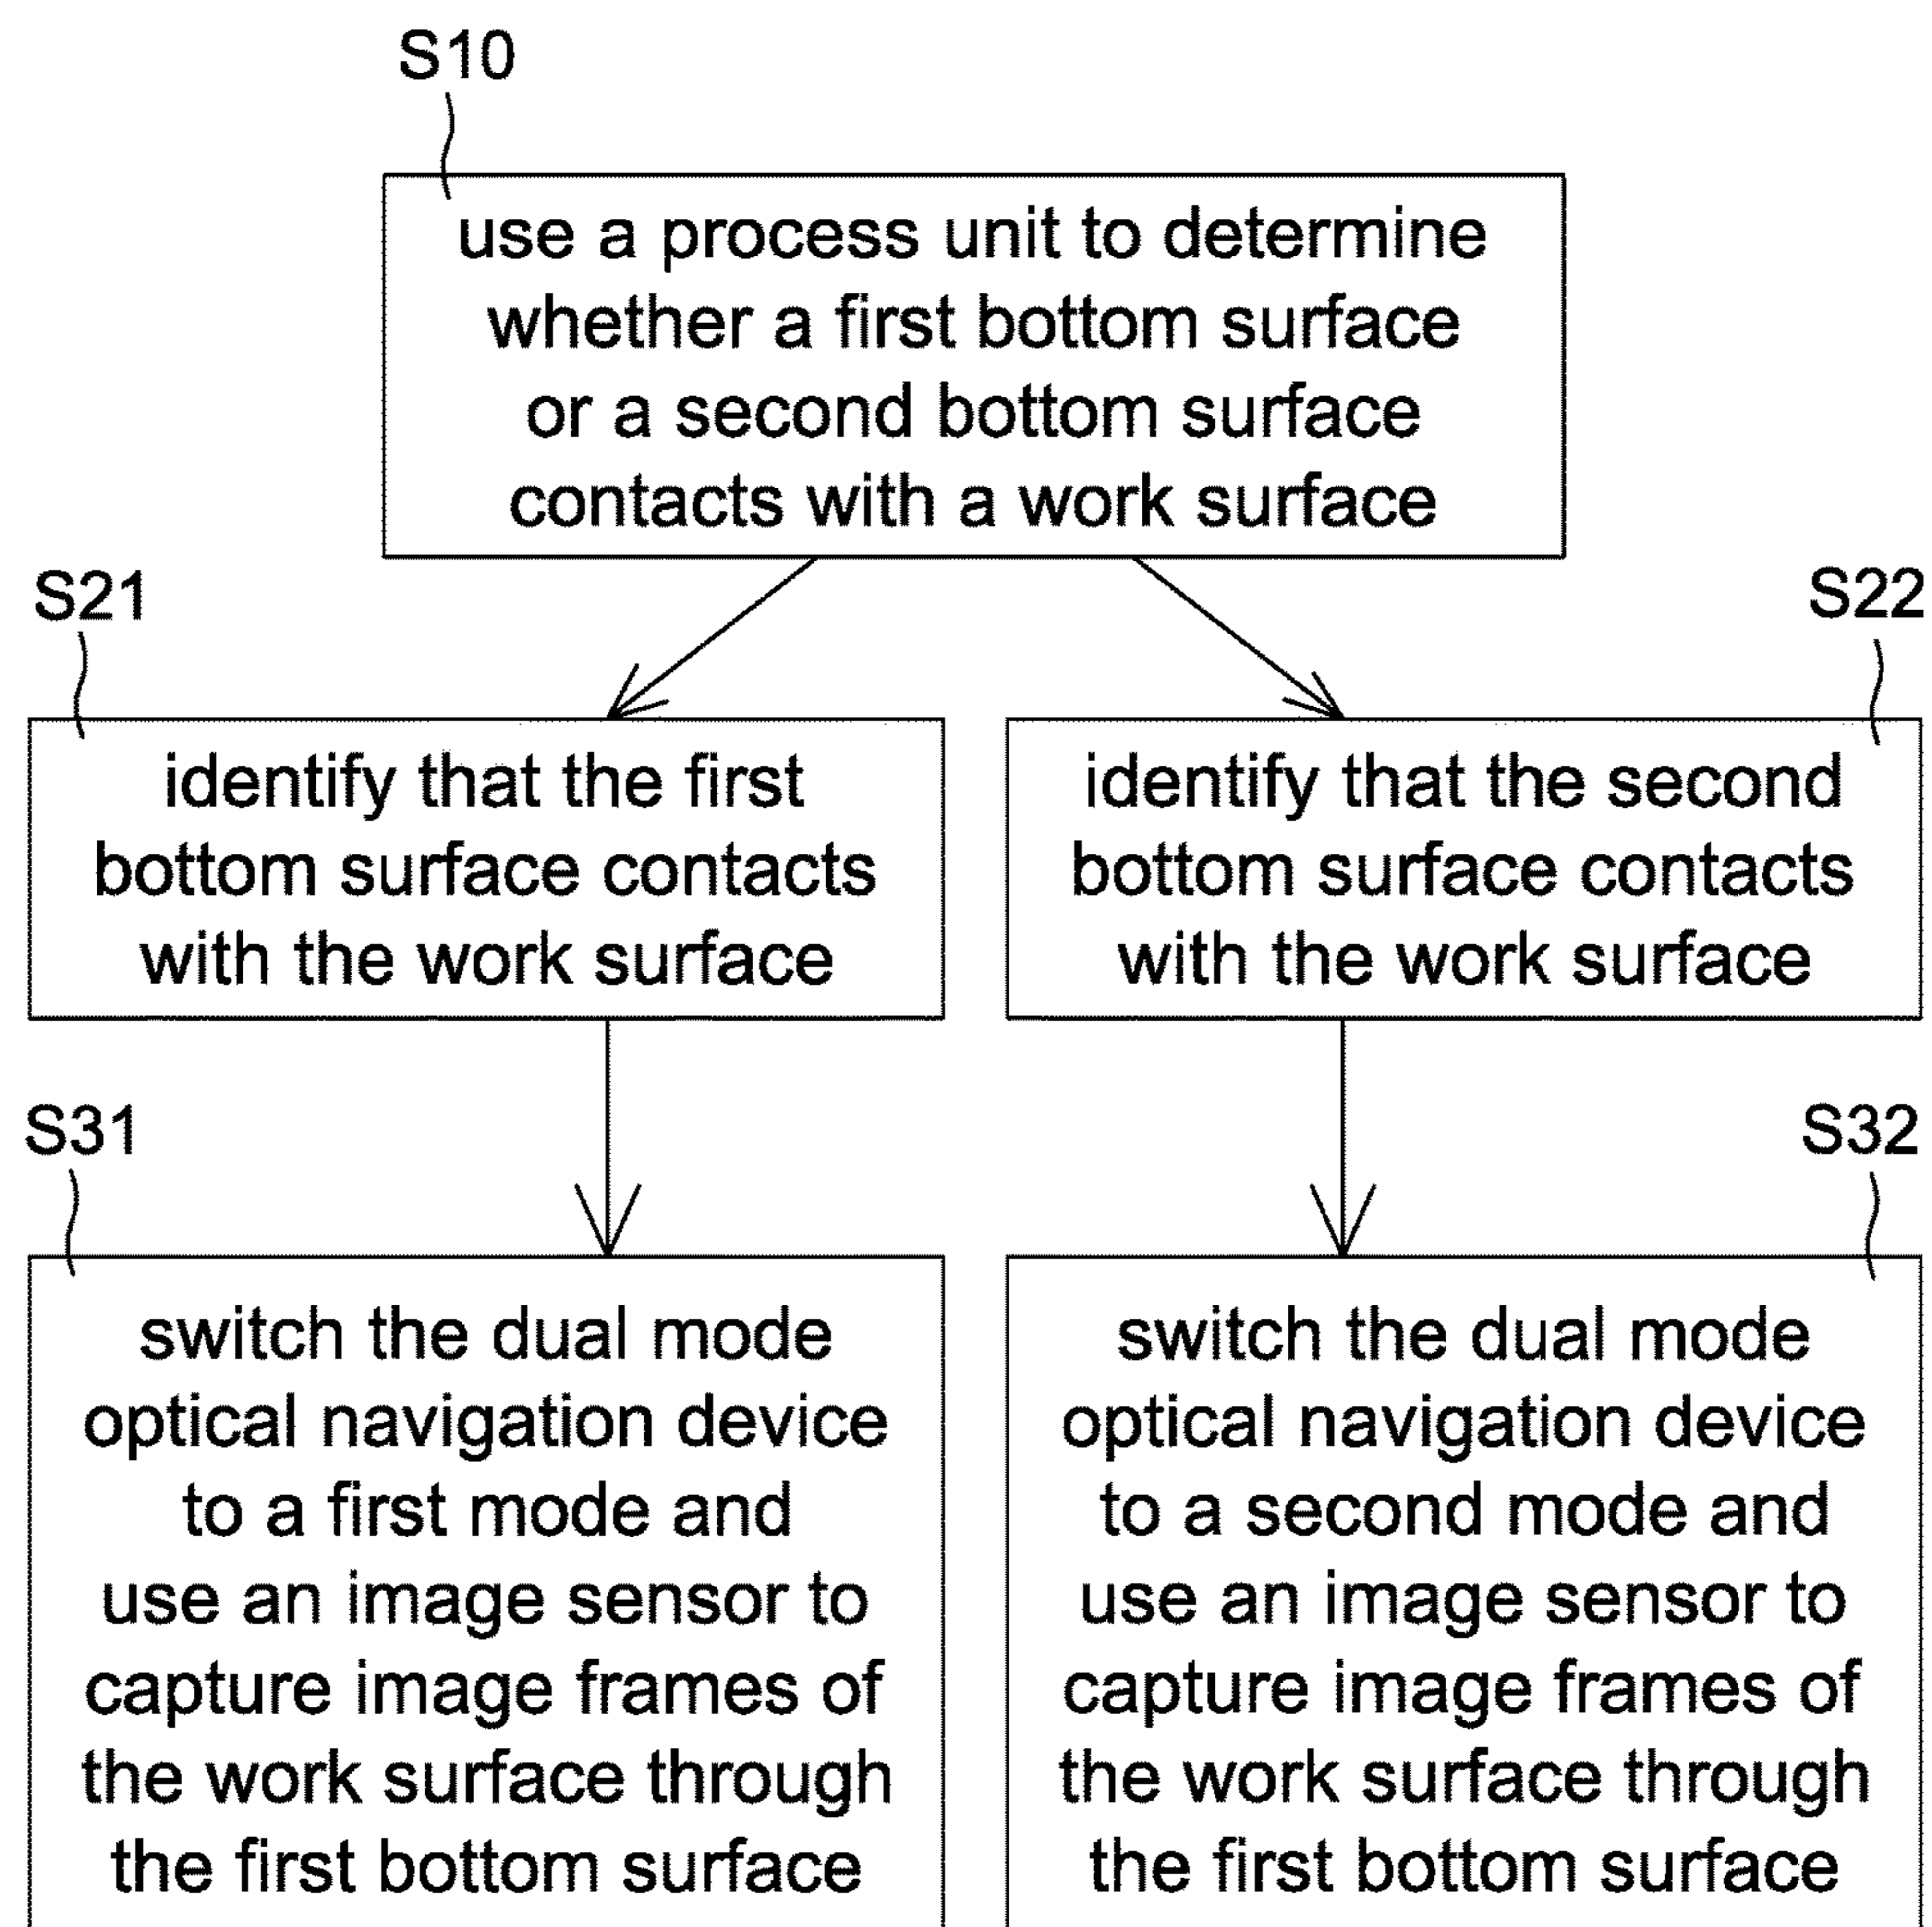 S10
use a process unit to determine
whether a first bottom surface
or a second bottom surface
contacts with a work surface
S21
S22
identify that the first
bottom surface contacts
with the work surface
identify that the second
bottom surface contacts
with the work surface
S31
S32
switch the dual mode
optical navigation device
to a first mode and
use an image sensor to
capture image frames of
the work surface through
the first bottom surface
switch the dual mode
optical navigation device
to a second mode and
use an image sensor to
capture image frames of
the work surface through
the first bottom surface